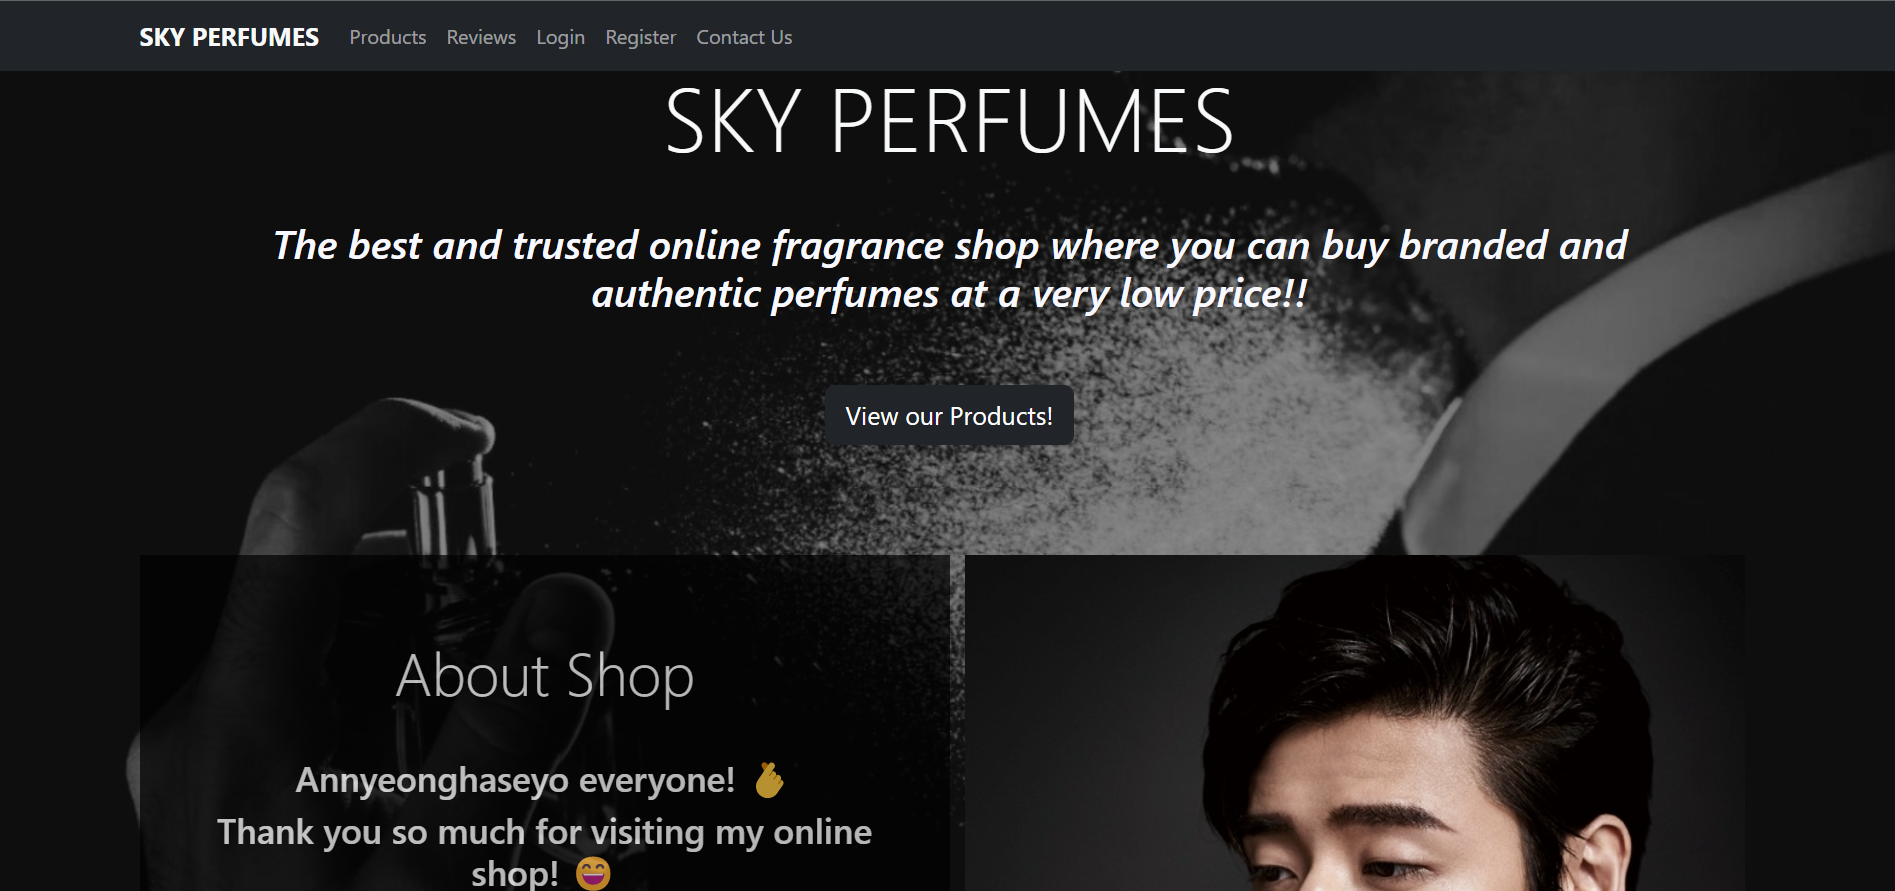 SKY PERFUMES Products Reviews Login Register Contact Us
SKY PERFUMES
The best and trusted online fragrance shop where you can buy branded and
authentic perfumes at a very low price!!
View our Products!
About Shop
Annyeonghaseyo everyone! 🫰
Thank you so much for visiting my online
shop! 😄